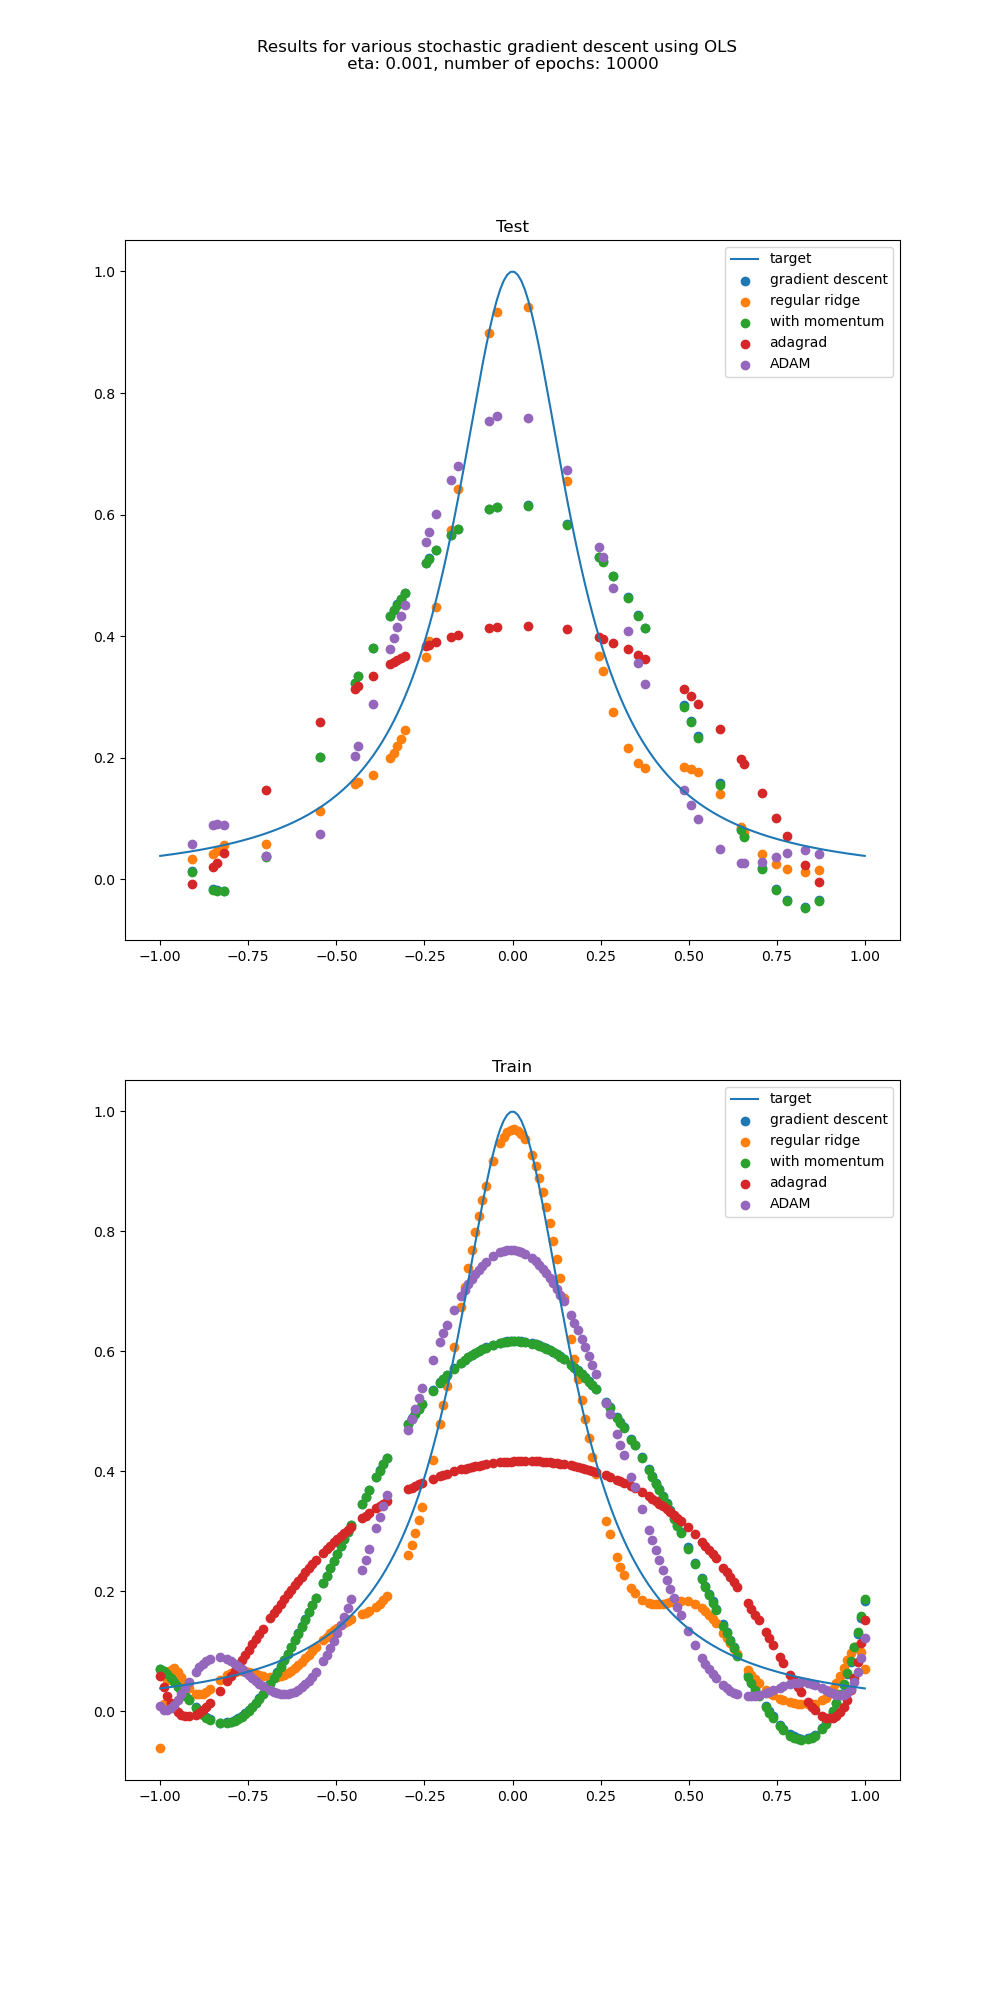 Results for various stochastic gradient descent using OLS
eta: 0.001, number of epochs: 10000
Test
target
gradient descent
regular ridge
with momentum
adagrad
ADAM
1.0
0.8
0.6
0.4
0.2
0.0
−1.00 −0.75 −0.50 −0.25 0.00 0.25 0.50 0.75 1.00
Train
target
gradient descent
regular ridge
with momentum
adagrad
ADAM
1.0
0.8
0.6
0.4
0.2
0.0
−1.00 −0.75 −0.50 −0.25 0.00 0.25 0.50 0.75 1.00